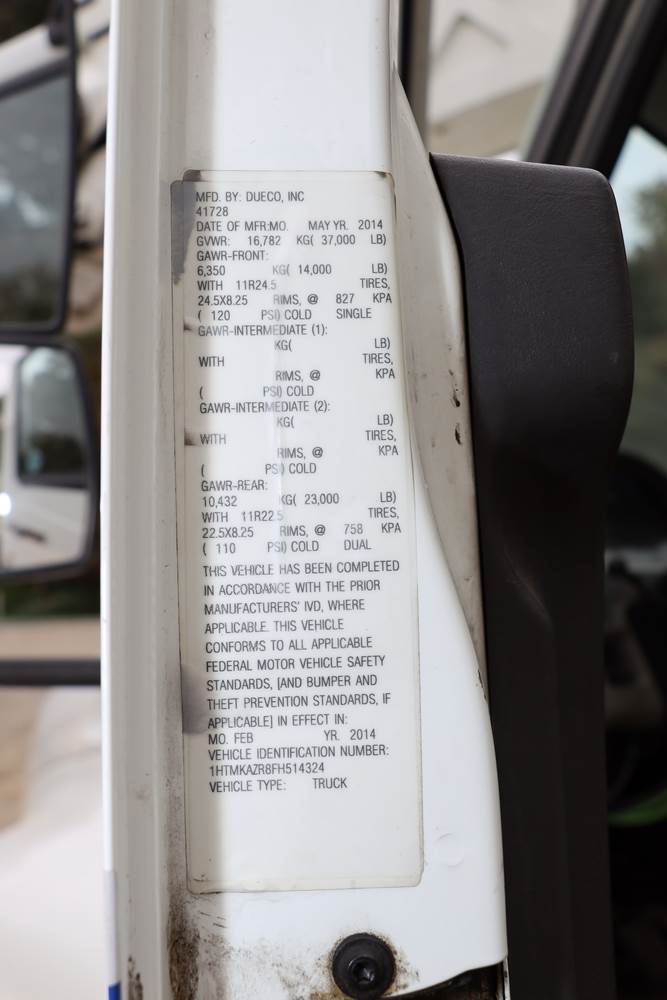 MFD. BY: DUECO, INC
41728
DATE OF MFR:MO. MAY YR. 2014
GVWR: 16,782 KG( 37,000 LB)
GAWR-FRONT:
6,350 KG( 14,000 LB)
WITH 11R24.5 TIRES,
24.5X8.25 RIMS, @ 827 KPA
( 120 PSI) COLD SINGLE
GAWR-INTERMEDIATE (1):
KG( LB)
WITH TIRES,
RIMS, @ KPA
( PSI) COLD
GAWR-INTERMEDIATE (2):
KG( LB)
WITH TIRES,
RIMS, @ KPA
( PSI) COLD
GAWR-REAR:
10,432 KG( 23,000 LB)
WITH 11R22.5 TIRES,
22.5X8.25 RIMS, @ 758 KPA
( 110 PSI) COLD DUAL
THIS VEHICLE HAS BEEN COMPLETED
IN ACCORDANCE WITH THE PRIOR
MANUFACTURERS' IVD, WHERE
APPLICABLE. THIS VEHICLE
CONFORMS TO ALL APPLICABLE
FEDERAL MOTOR VEHICLE SAFETY
STANDARDS, [AND BUMPER AND
THEFT PREVENTION STANDARDS, IF
APPLICABLE] IN EFFECT IN:
MO. FEB YR. 2014
VEHICLE IDENTIFICATION NUMBER:
1HTMKAZR8FH514324
VEHICLE TYPE: TRUCK